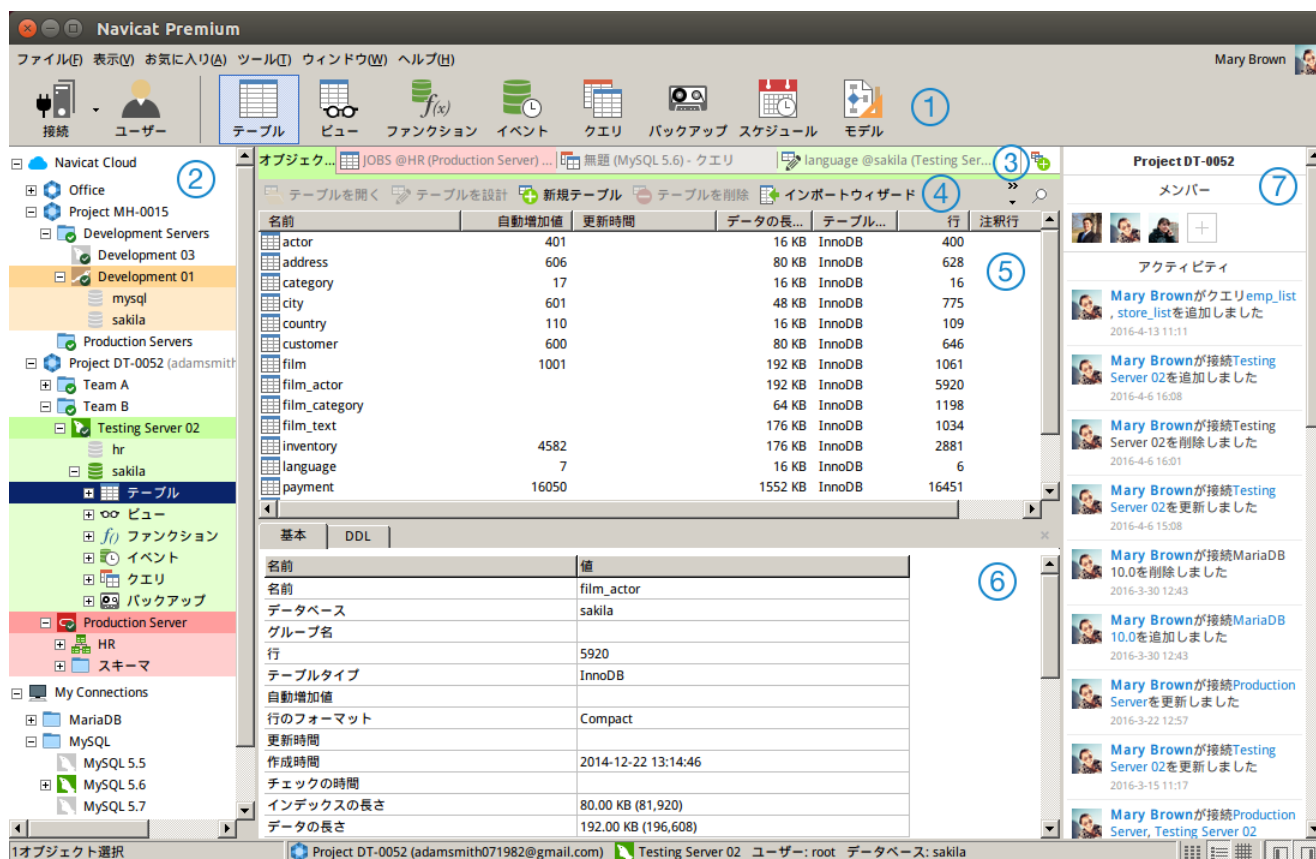 Navicat Premium
ファイル(F) 表示(V) お気に入り(A) ツール(T) ウィンドウ(W) ヘルプ(H)
Mary Brown
接続
ユーザー
テーブル
ビュー
f(x)
ファンクション
イベント
クエリ
バックアップ
スケジュール
モデル
1
2
Navicat Cloud
Office
Project MH-0015
Development Servers
Development 03
Development 01
mysql
sakila
Production Servers
Project DT-0052 (adamsmith
Team A
Team B
Testing Server 02
hr
sakila
テーブル
ビュー
f() ファンクション
イベント
クエリ
バックアップ
Production Server
HR
スキーマ
My Connections
MariaDB
MySQL
MySQL 5.5
MySQL 5.6
MySQL 5.7
オブジェク... JOBS @HR (Production Server) ... 無題 (MySQL 5.6) - クエリ language @sakila (Testing Ser...
3
テーブルを開く テーブルを設計 新規テーブル テーブルを削除 インポートウィザード
4
名前 自動増加値 更新時間 データの長... テーブル... 行 注釈行
actor 401 16 KB InnoDB 400
address 606 80 KB InnoDB 628
category 17 16 KB InnoDB 16
city 601 48 KB InnoDB 775
country 110 16 KB InnoDB 109
customer 600 80 KB InnoDB 646
film 1001 192 KB InnoDB 1061
film_actor 192 KB InnoDB 5920
film_category 64 KB InnoDB 1198
film_text 176 KB InnoDB 1034
inventory 4582 176 KB InnoDB 2881
language 7 16 KB InnoDB 6
payment 16050 1552 KB InnoDB 16451
5
基本 DDL
名前 値
名前 film_actor
データベース sakila
グループ名
行 5920
テーブルタイプ InnoDB
自動増加値
行のフォーマット Compact
更新時間
作成時間 2014-12-22 13:14:46
チェックの時間
インデックスの長さ 80.00 KB (81,920)
データの長さ 192.00 KB (196,608)
6
Project DT-0052
7
メンバー
アクティビティ
Mary Brownがクエリemp_list
, store_listを追加しました
2016-4-13 11:11
Mary Brownが接続Testing
Server 02を追加しました
2016-4-6 16:08
Mary Brownが接続Testing
Server 02を削除しました
2016-4-6 16:01
Mary Brownが接続Testing
Server 02を更新しました
2016-4-6 15:08
Mary Brownが接続MariaDB
10.0を削除しました
2016-3-30 12:43
Mary Brownが接続MariaDB
10.0を追加しました
2016-3-30 12:43
Mary Brownが接続Production
Serverを更新しました
2016-3-22 12:57
Mary Brownが接続Testing
Server 02を更新しました
2016-3-15 11:17
Mary Brownが接続Production
Server, Testing Server 02
1オブジェクト選択
Project DT-0052 (adamsmith071982@gmail.com) Testing Server 02 ユーザー: root データベース: sakila